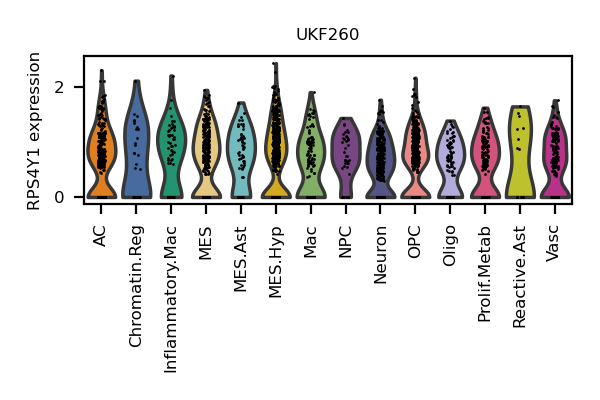 UKF260
RPS4Y1 expression
2
0
AC
Chromatin.Reg
Inflammatory.Mac
MES
MES.Ast
MES.Hyp
Mac
NPC
Neuron
OPC
Oligo
Prolif.Metab
Reactive.Ast
Vasc